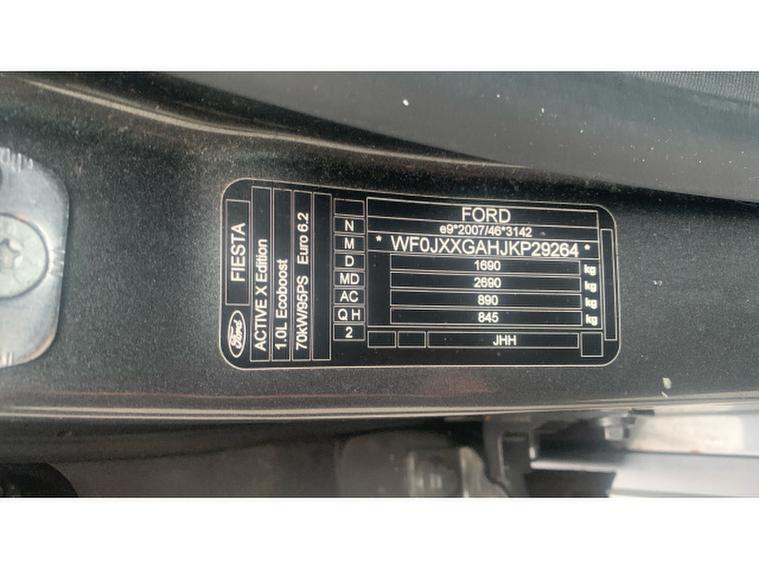 Ford
FIESTA
ACTIVE X Edition
1.0L Ecoboost
70kW/95PS Euro 6.2
N
M
D
MD
AC
Q H
2
FORD
e9*2007/46*3142
* WF0JXXGAHJKP29264 *
1690 kg
2690 kg
890 kg
845 kg
JHH